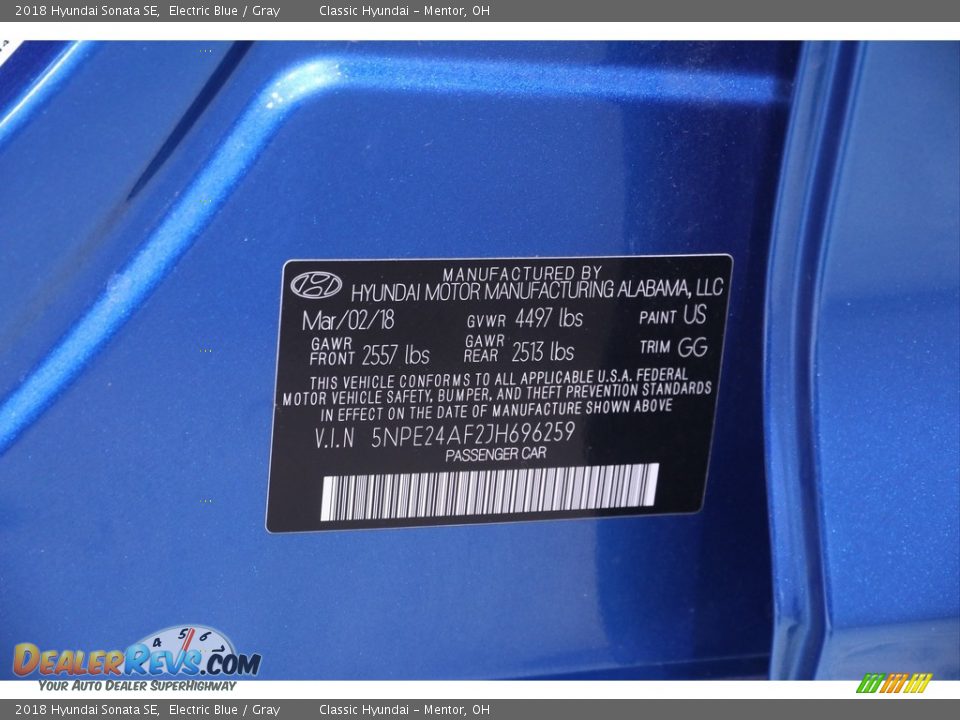 2018 Hyundai Sonata SE, Electric Blue / Gray Classic Hyundai - Mentor, OH
MANUFACTURED BY
HYUNDAI MOTOR MANUFACTURING ALABAMA, LLC
Mar/02/18 GVWR 4497 lbs PAINT US
GAWR FRONT 2557 lbs GAWR REAR 2513 lbs TRIM GG
THIS VEHICLE CONFORMS TO ALL APPLICABLE U.S.A. FEDERAL
MOTOR VEHICLE SAFETY, BUMPER, AND THEFT PREVENTION STANDARDS
IN EFFECT ON THE DATE OF MANUFACTURE SHOWN ABOVE
V.I.N 5NPE24AF2JH696259
PASSENGER CAR
4 5 6 7
DEALERREVS.COM
YOUR AUTO DEALER SUPERHIGHWAY
2018 Hyundai Sonata SE, Electric Blue / Gray Classic Hyundai - Mentor, OH